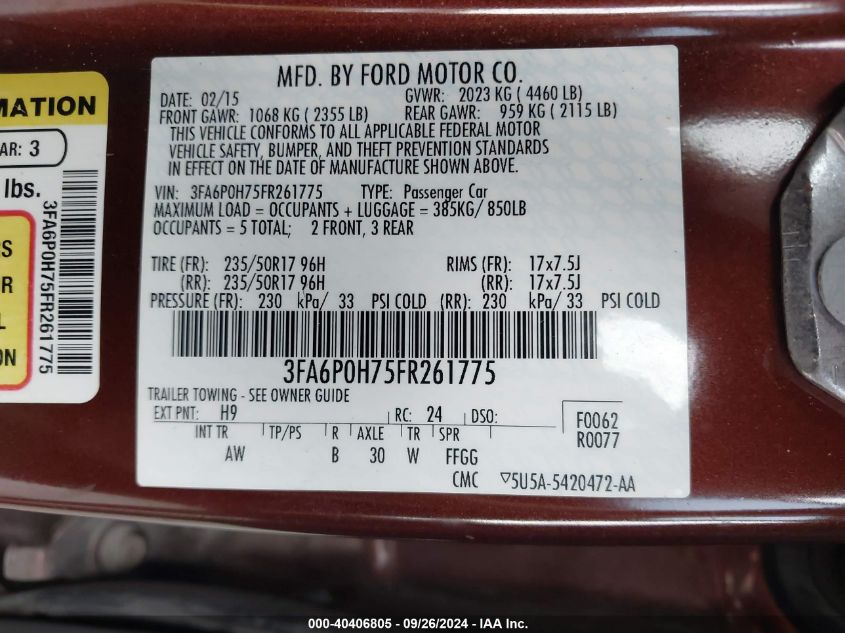 MATION
AR: 3
lbs.
S
R
L
ON
3FA6P0H75FR261775
MFD. BY FORD MOTOR CO.
DATE: 02/15 GVWR: 2023 KG ( 4460 LB)
FRONT GAWR: 1068 KG ( 2355 LB) REAR GAWR: 959 KG ( 2115 LB)
THIS VEHICLE CONFORMS TO ALL APPLICABLE FEDERAL MOTOR
VEHICLE SAFETY, BUMPER, AND THEFT PREVENTION STANDARDS
IN EFFECT ON THE DATE OF MANUFACTURE SHOWN ABOVE.
VIN: 3FA6P0H75FR261775 TYPE: Passenger Car
MAXIMUM LOAD = OCCUPANTS + LUGGAGE = 385KG/ 850LB
OCCUPANTS = 5 TOTAL; 2 FRONT, 3 REAR
TIRE (FR): 235/50R17 96H RIMS (FR): 17x7.5J
(RR): 235/50R17 96H (RR): 17x7.5J
PRESSURE (FR): 230 kPa/ 33 PSI COLD (RR): 230 kPa/ 33 PSI COLD
3FA6P0H75FR261775
TRAILER TOWING - SEE OWNER GUIDE
EXT PNT: H9 RC: 24 DSO: F0062
INT TR TP/PS R AXLE TR SPR R0077
AW B 30 W FFGG
CMC ▽5U5A-5420472-AA
000-40406805 - 09/26/2024 - IAA Inc.